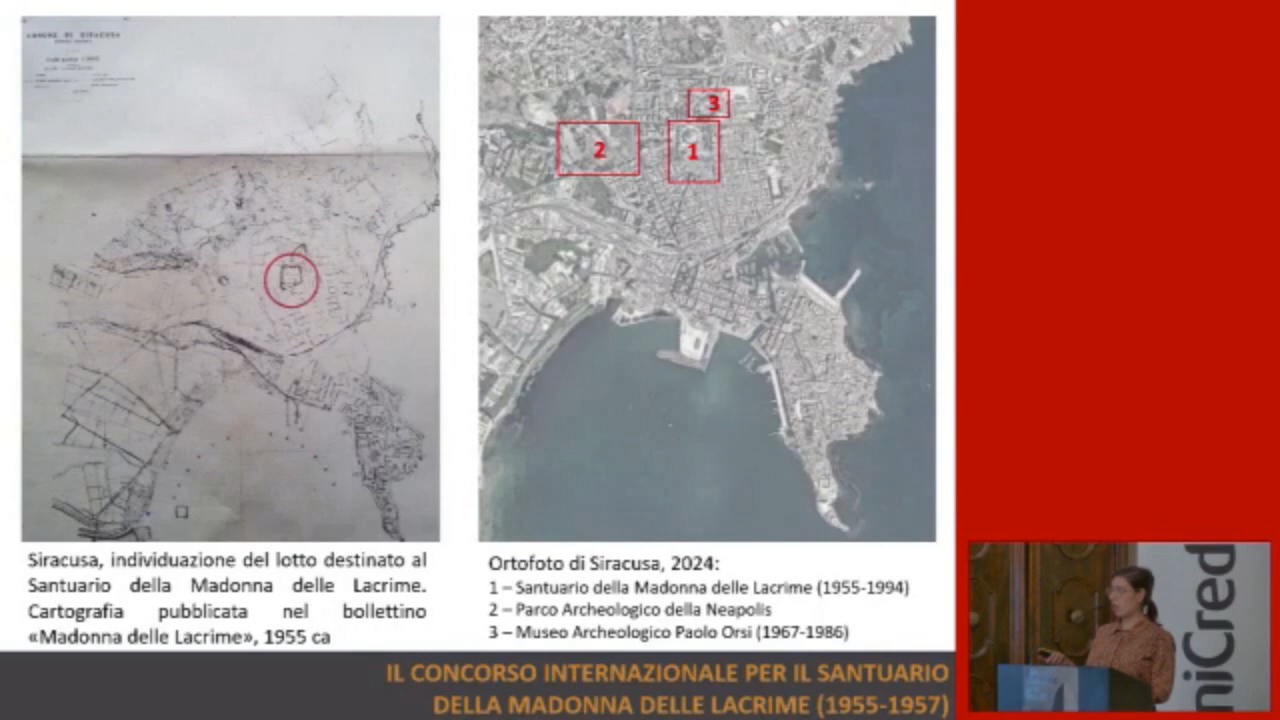 COMUNE DI SIRACUSA
3
2
1
Siracusa, individuazione del lotto destinato al
Santuario della Madonna delle Lacrime.
Cartografia pubblicata nel bollettino
«Madonna delle Lacrime», 1955 ca
Ortofoto di Siracusa, 2024:
1 – Santuario della Madonna delle Lacrime (1955-1994)
2 – Parco Archeologico della Neapolis
3 – Museo Archeologico Paolo Orsi (1967-1986)
IL CONCORSO INTERNAZIONALE PER IL SANTUARIO
DELLA MADONNA DELLE LACRIME (1955-1957)
niCred